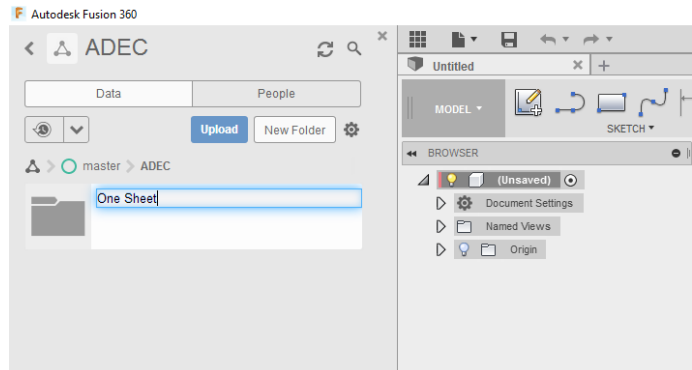 Autodesk Fusion 360
ADEC
Data
People
Upload
New Folder
master > ADEC
One Sheet
Untitled
MODEL
SKETCH
BROWSER
(Unsaved)
Document Settings
Named Views
Origin